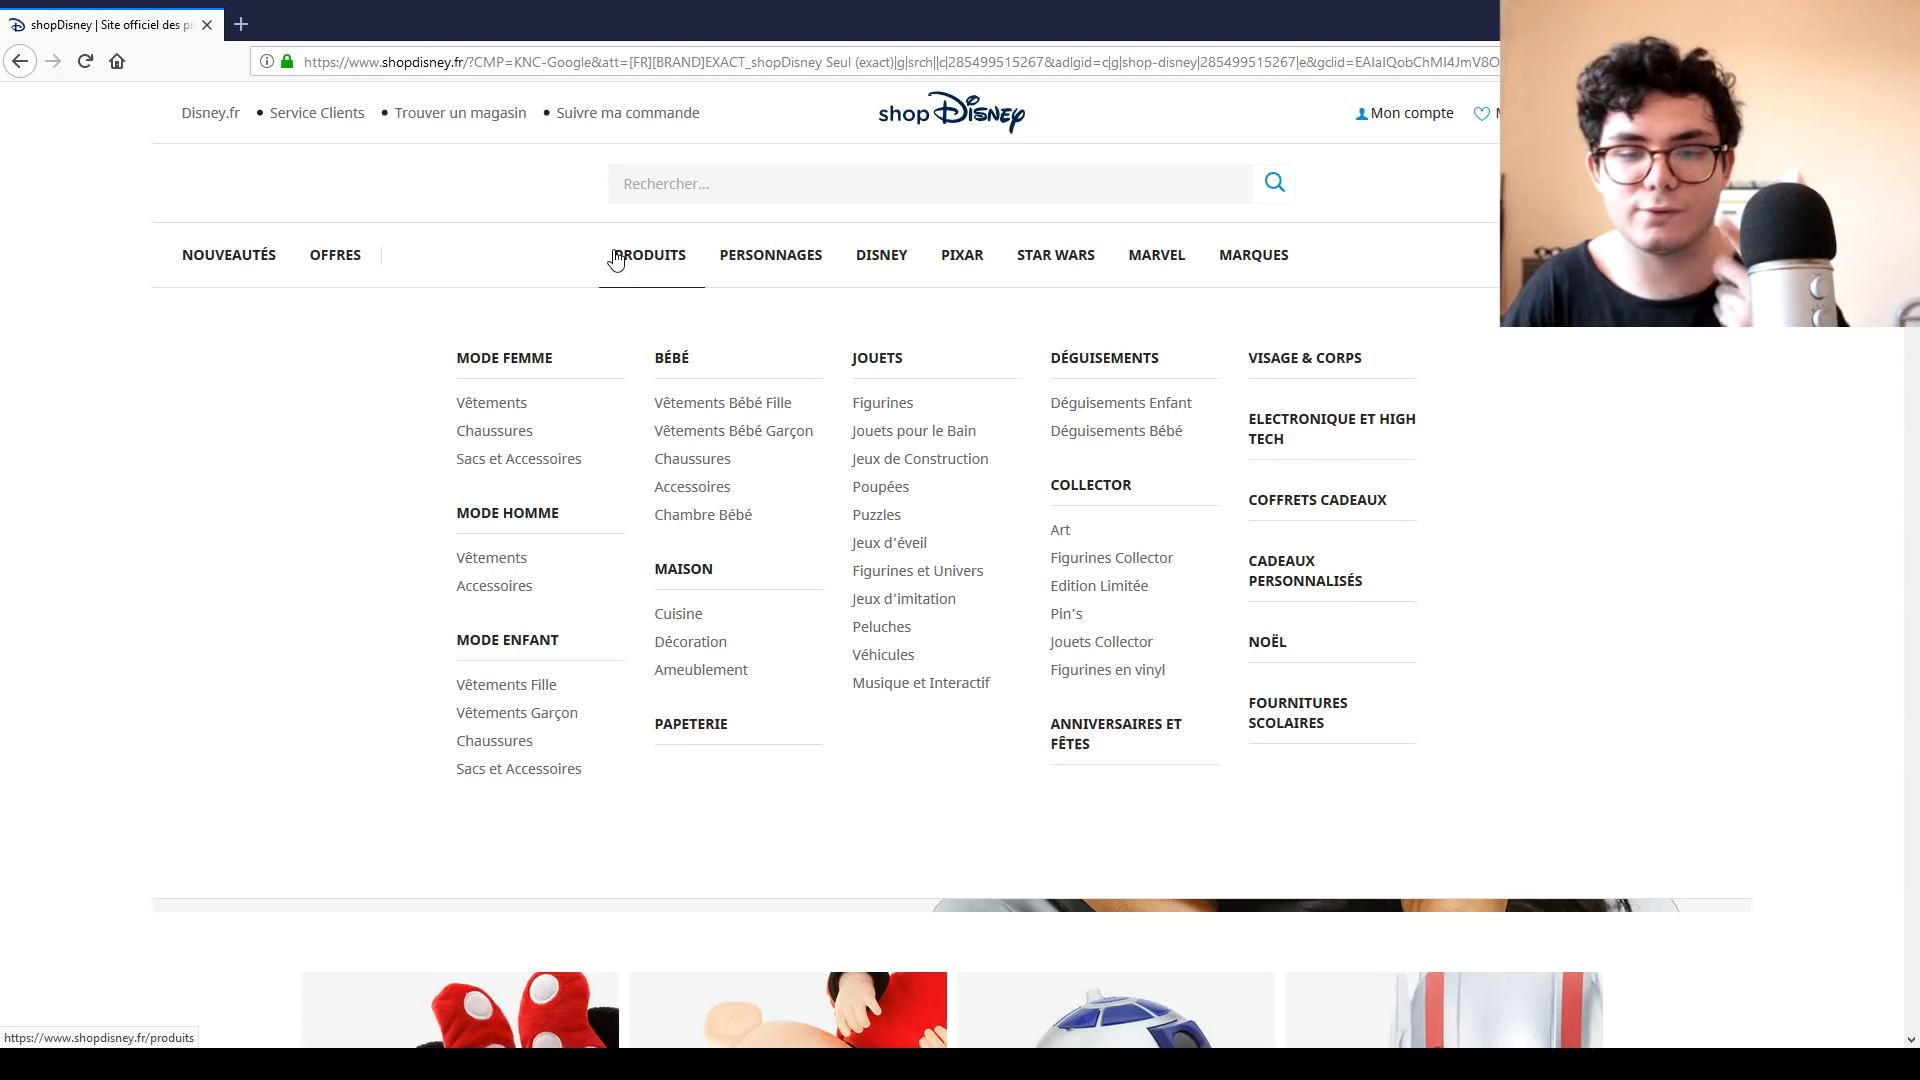 shopDisney | Site officiel des pr
https://www.shopdisney.fr/?CMP=KNC-Google&att=[FR][BRAND]EXACT_shopDisney Seul (exact)|g|srch||c|285499515267&adlgid=c|g|shop-disney|285499515267|e&gclid=EAIaIQobChMI4JmV8O
Disney.fr • Service Clients • Trouver un magasin • Suivre ma commande
shop Disney
Mon compte
Rechercher...
NOUVEAUTÉS OFFRES PRODUITS PERSONNAGES DISNEY PIXAR STAR WARS MARVEL MARQUES
MODE FEMME
Vêtements
Chaussures
Sacs et Accessoires
MODE HOMME
Vêtements
Accessoires
MODE ENFANT
Vêtements Fille
Vêtements Garçon
Chaussures
Sacs et Accessoires
BÉBÉ
Vêtements Bébé Fille
Vêtements Bébé Garçon
Chaussures
Accessoires
Chambre Bébé
MAISON
Cuisine
Décoration
Ameublement
PAPETERIE
JOUETS
Figurines
Jouets pour le Bain
Jeux de Construction
Poupées
Puzzles
Jeux d'éveil
Figurines et Univers
Jeux d'imitation
Peluches
Véhicules
Musique et Interactif
DÉGUISEMENTS
Déguisements Enfant
Déguisements Bébé
COLLECTOR
Art
Figurines Collector
Edition Limitée
Pin's
Jouets Collector
Figurines en vinyl
ANNIVERSAIRES ET
FÊTES
VISAGE & CORPS
ELECTRONIQUE ET HIGH
TECH
COFFRETS CADEAUX
CADEAUX
PERSONNALISÉS
NOËL
FOURNITURES
SCOLAIRES
https://www.shopdisney.fr/produits